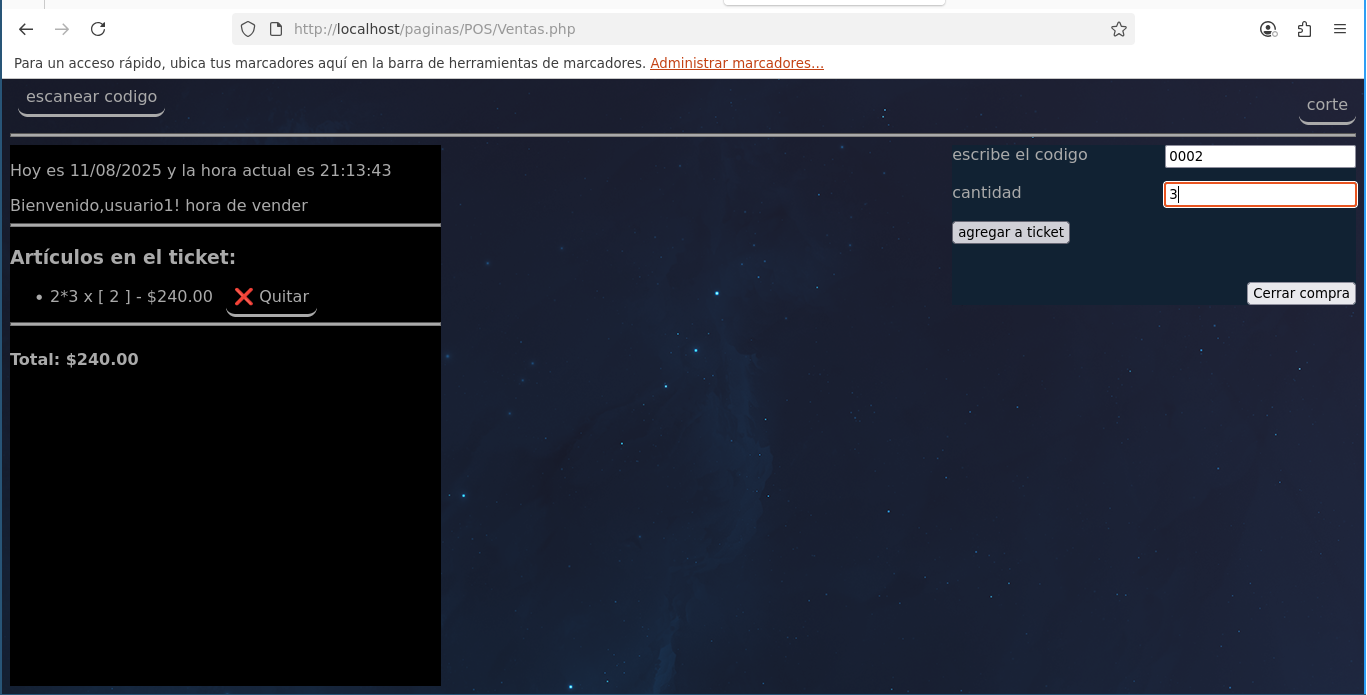 http://localhost/paginas/POS/Ventas.php
Para un acceso rápido, ubica tus marcadores aquí en la barra de herramientas de marcadores. Administrar marcadores...
escanear codigo
corte
Hoy es 11/08/2025 y la hora actual es 21:13:43
Bienvenido,usuario1! hora de vender
Artículos en el ticket:
• 2*3 x [ 2 ] - $240.00 ❌ Quitar
Total: $240.00
escribe el codigo 0002
cantidad 3
agregar a ticket
Cerrar compra